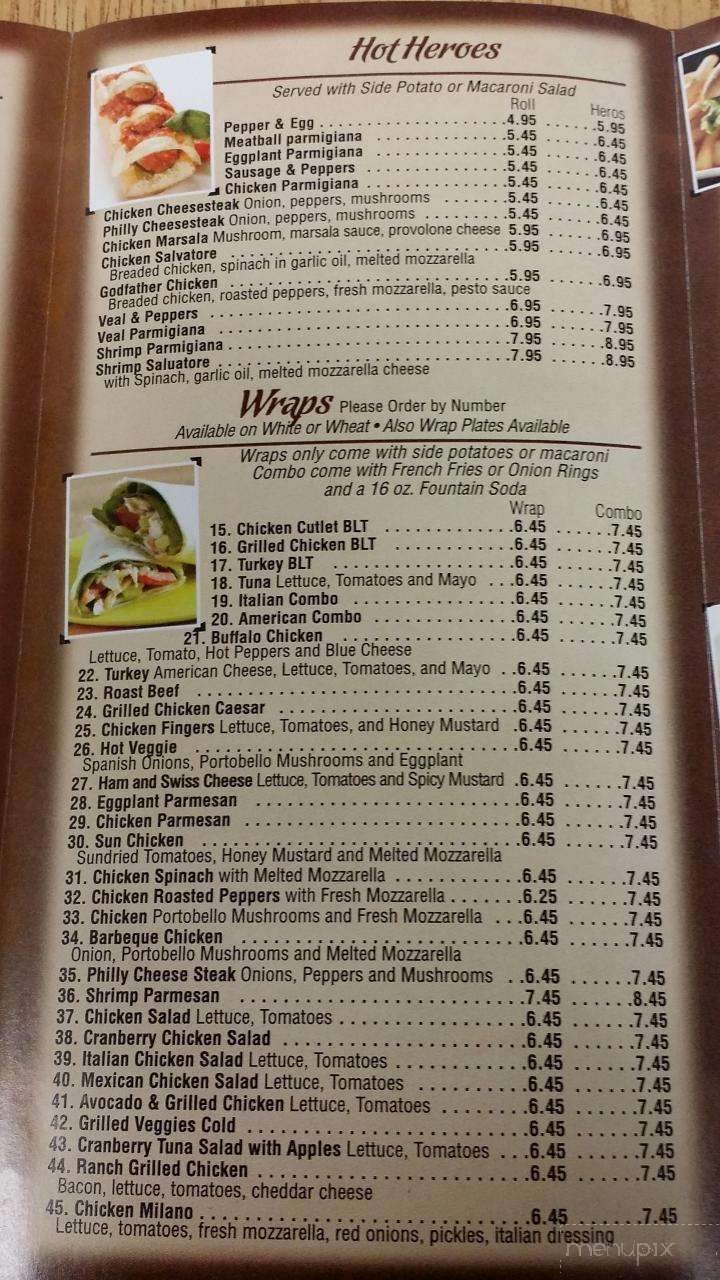 Hot Heroes
Served with Side Potato or Macaroni Salad
Roll Heros
Pepper & Egg ....................4.95 ......5.95
Meatball parmigiana ..................5.45 ......6.45
Eggplant Parmigiana ..................5.45 ......6.45
Sausage & Peppers ..................5.45 ......6.45
Chicken Parmigiana ..................5.45 ......6.45
Chicken Cheesesteak Onion, peppers, mushrooms .......5.45 ......6.45
Philly Cheesesteak Onion, peppers, mushrooms ........5.45 ......6.45
Chicken Marsala Mushroom, marsala sauce, provolone cheese 5.95 ......6.95
Chicken Salvatore ..............................5.95 ......6.95
Breaded chicken, spinach in garlic oil, melted mozzarella
Godfather Chicken ..............................5.95 ......6.95
Breaded chicken, roasted peppers, fresh mozzarella, pesto sauce
Veal & Peppers ................................6.95 ......7.95
Veal Parmigiana ...............................6.95 ......7.95
Shrimp Parmigiana ..............................7.95 ......8.95
Shrimp Saluatore ...............................7.95 ......8.95
with Spinach, garlic oil, melted mozzarella cheese
Wraps Please Order by Number
Available on White or Wheat • Also Wrap Plates Available
Wraps only come with side potatoes or macaroni
Combo come with French Fries or Onion Rings
and a 16 oz. Fountain Soda
Wrap Combo
15. Chicken Cutlet BLT ..............6.45 ......7.45
16. Grilled Chicken BLT .............6.45 ......7.45
17. Turkey BLT ....................6.45 ......7.45
18. Tuna Lettuce, Tomatoes and Mayo ...6.45 ......7.45
19. Italian Combo ..................6.45 ......7.45
20. American Combo ...............6.45 ......7.45
21. Buffalo Chicken ...................6.45 ......7.45
Lettuce, Tomato, Hot Peppers and Blue Cheese
22. Turkey American Cheese, Lettuce, Tomatoes, and Mayo ..6.45 ......7.45
23. Roast Beef ...................................6.45 ......7.45
24. Grilled Chicken Caesar ..........................6.45 ......7.45
25. Chicken Fingers Lettuce, Tomatoes, and Honey Mustard .6.45 ......7.45
26. Hot Veggie ...................................6.45 ......7.45
Spanish Onions, Portobello Mushrooms and Eggplant
27. Ham and Swiss Cheese Lettuce, Tomatoes and Spicy Mustard .6.45 ......7.45
28. Eggplant Parmesan ............................6.45 ......7.45
29. Chicken Parmesan .............................6.45 ......7.45
30. Sun Chicken ..................................6.45 ......7.45
Sundried Tomatoes, Honey Mustard and Melted Mozzarella
31. Chicken Spinach with Melted Mozzarella .............6.45 ......7.45
32. Chicken Roasted Peppers with Fresh Mozzarella .......6.25 ......7.45
33. Chicken Portobello Mushrooms and Fresh Mozzarella ...6.45 ......7.45
34. Barbeque Chicken ..............................6.45 ......7.45
Onion, Portobello Mushrooms and Melted Mozzarella
35. Philly Cheese Steak Onions, Peppers and Mushrooms ..6.45 ......7.45
36. Shrimp Parmesan ..............................7.45 ......8.45
37. Chicken Salad Lettuce, Tomatoes ...................6.45 ......7.45
38. Cranberry Chicken Salad .........................6.45 ......7.45
39. Italian Chicken Salad Lettuce, Tomatoes .............6.45 ......7.45
40. Mexican Chicken Salad Lettuce, Tomatoes ...........6.45 ......7.45
41. Avocado & Grilled Chicken Lettuce, Tomatoes ........6.45 ......7.45
42. Grilled Veggies Cold ............................6.45 ......7.45
43. Cranberry Tuna Salad with Apples Lettuce, Tomatoes ...6.45 ......7.45
44. Ranch Grilled Chicken ...........................6.45 ......7.45
Bacon, lettuce, tomatoes, cheddar cheese
45. Chicken Milano .................................6.45 ......7.45
Lettuce, tomatoes, fresh mozzarella, red onions, pickles, italian dressing
menupix